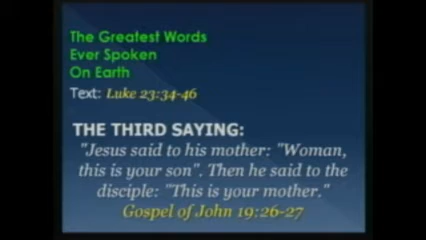 The Greatest Words
Ever Spoken
On Earth
Text: Luke 23:34-46
THE THIRD SAYING:
"Jesus said to his mother: "Woman,
this is your son". Then he said to the
disciple: "This is your mother."
Gospel of John 19:26-27